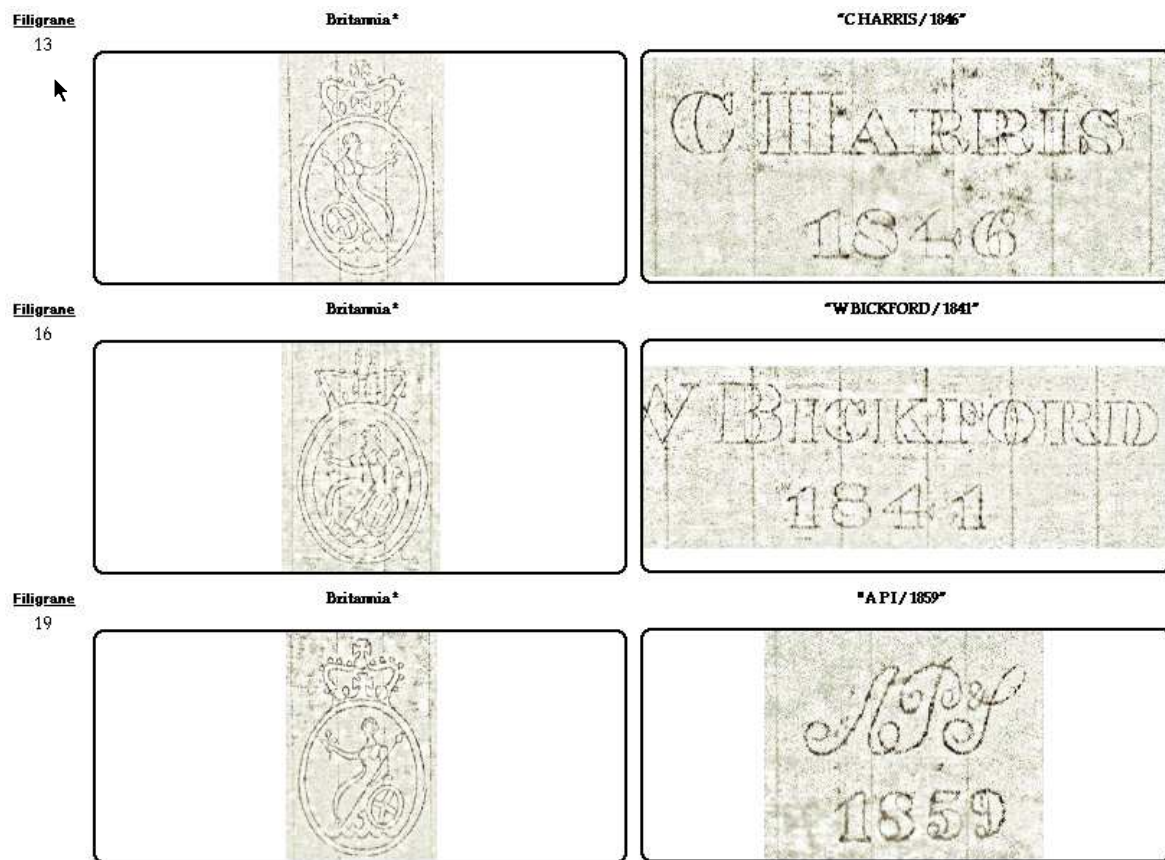 Filigrane Britannia* "C HARRIS / 1846"
13
C HARRIS
1846
Filigrane Britannia* "W BICKFORD / 1841"
16
W BICKFORD
1841
Filigrane Britannia* "A P I / 1859"
19
API
1859